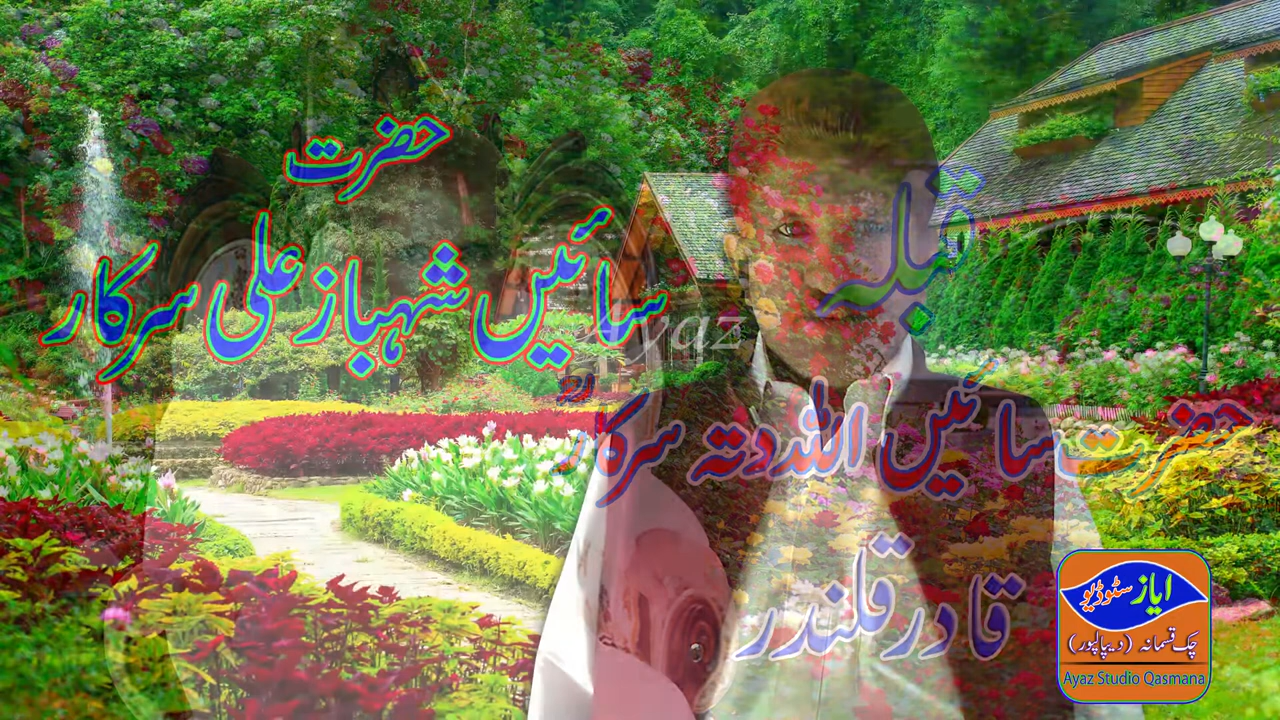 حضرت
سائیں شہباز علی سرکار
Ayaz
قبلہ
حضرت سائیں اللہ دتہ سرکارؒ
قادر قلندر
ایاز سٹوڈیو
چک قسمانہ (دیپالپور)
Ayaz Studio Qasmana